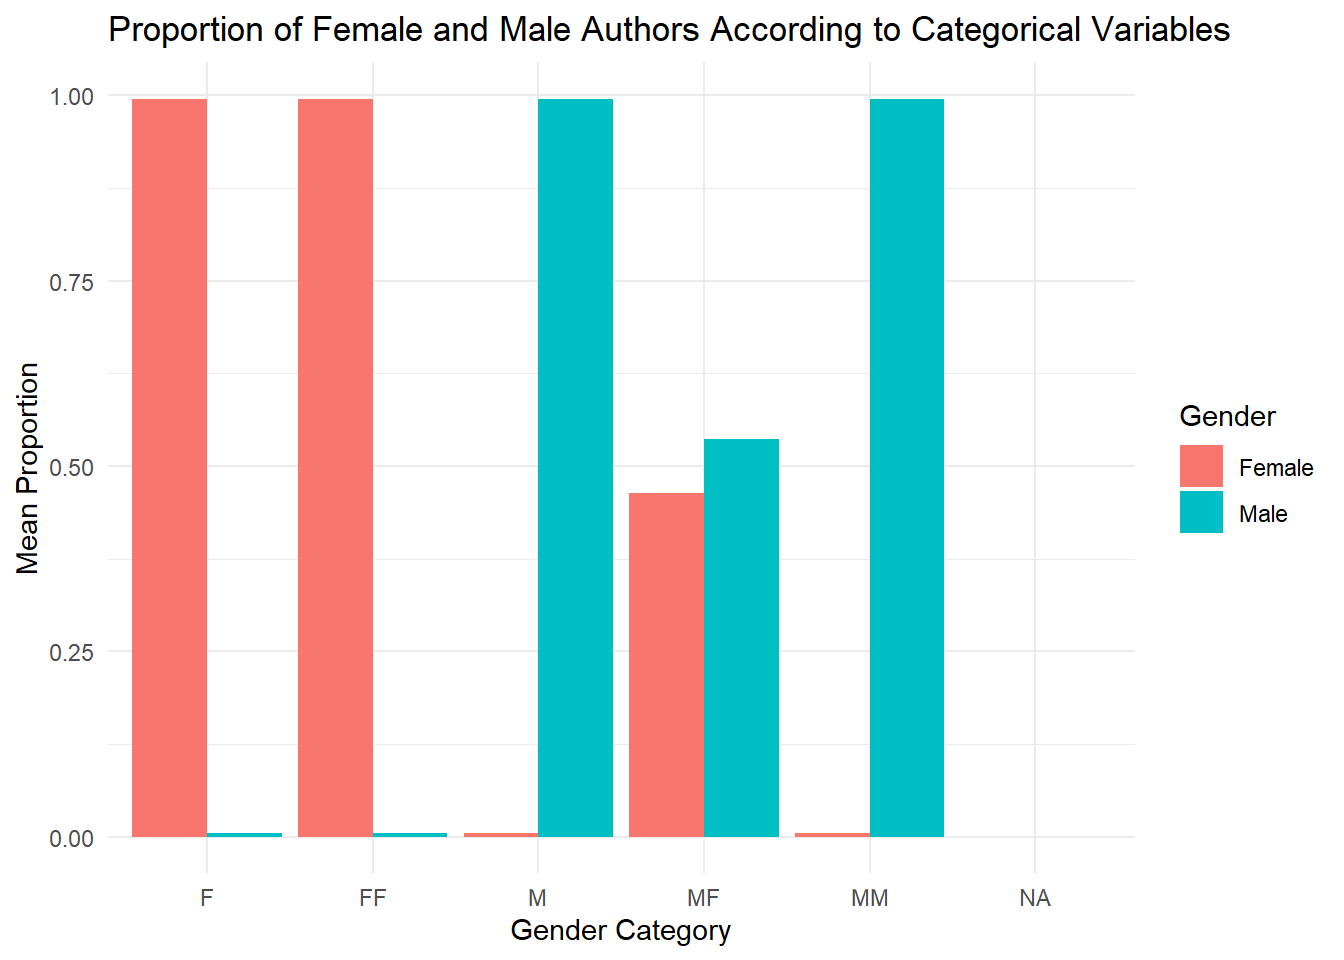 Proportion of Female and Male Authors According to Categorical Variables
1.00
0.75
0.50
0.25
0.00
Mean Proportion
F FF M MF MM NA
Gender Category
Gender
Female
Male